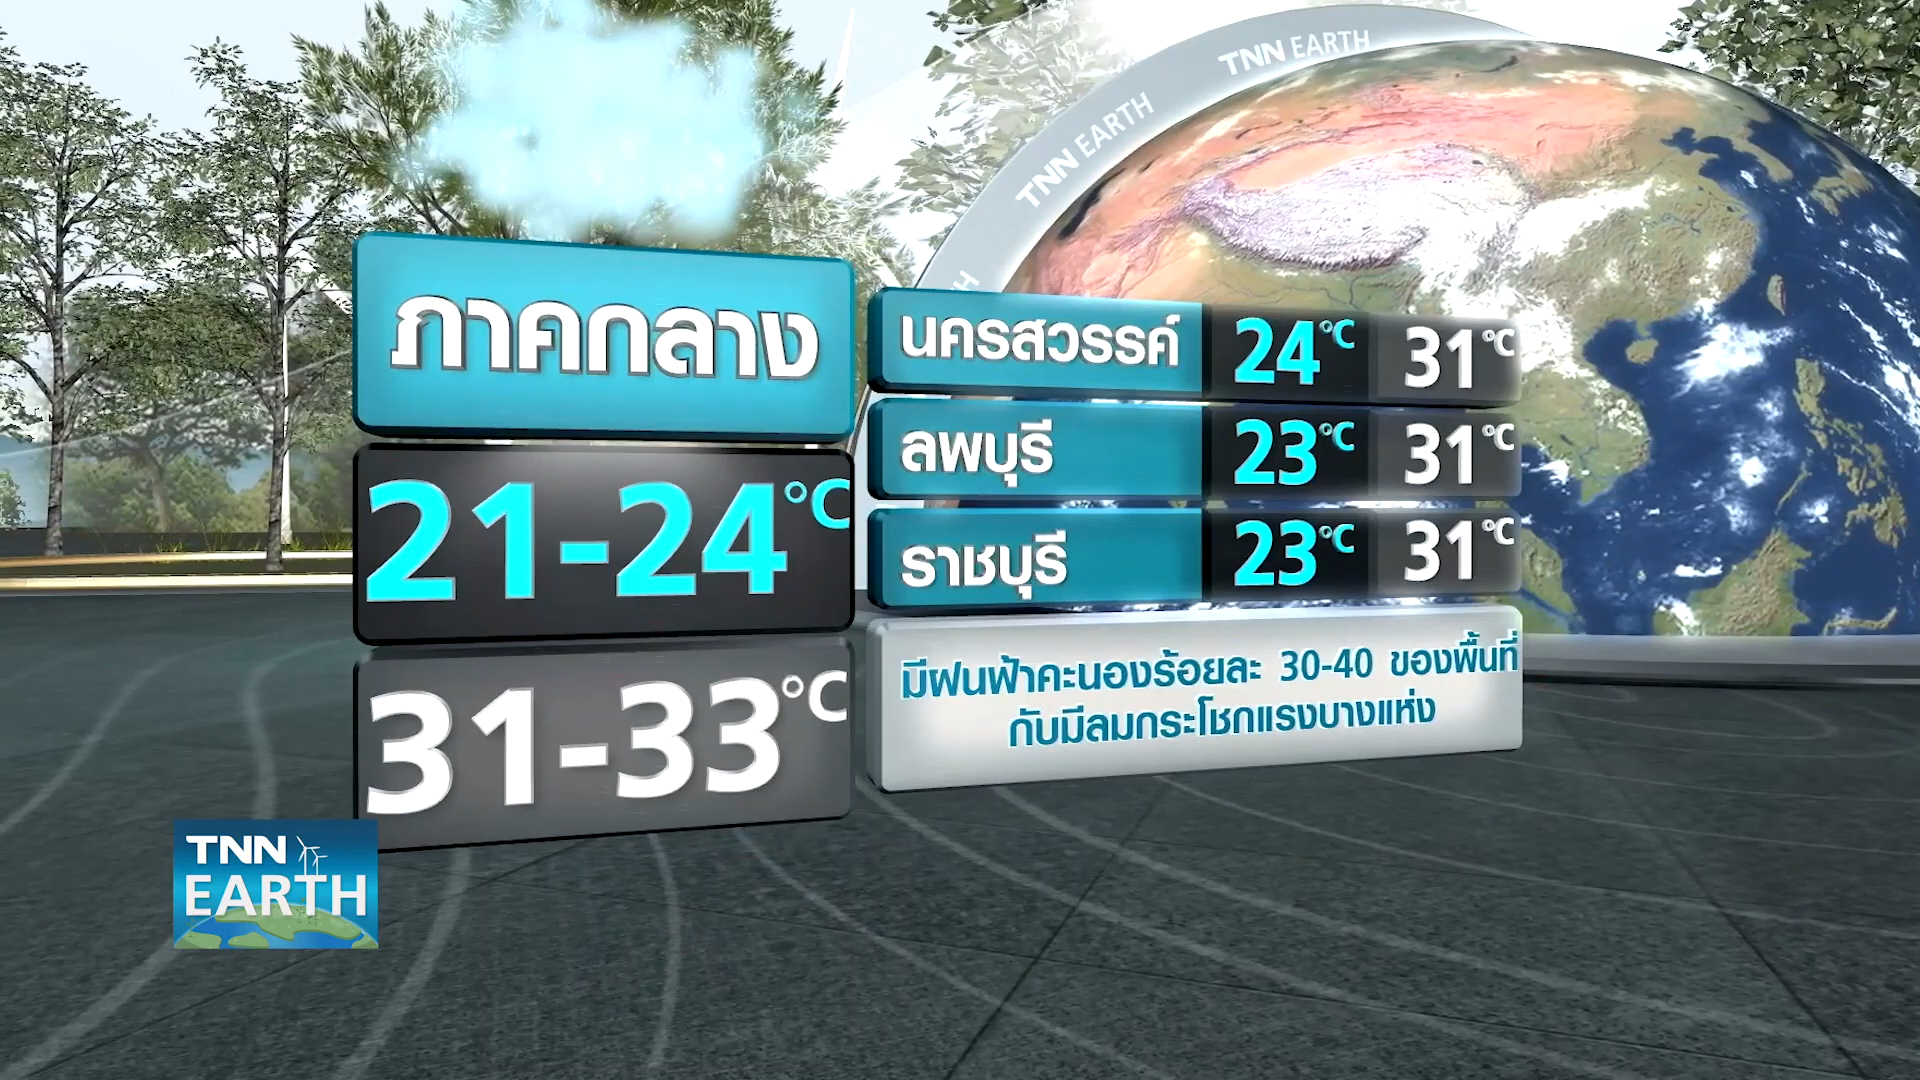 TNN EARTH
TNN EARTH
ภาคกลาง
21-24°C
31-33°C
นครสวรรค์ 24°C 31°C
ลพบุรี 23°C 31°C
ราชบุรี 23°C 31°C
มีฝนฟ้าคะนองร้อยละ 30-40 ของพื้นที่
กับมีลมกระโชกแรงบางแห่ง
TNN
EARTH